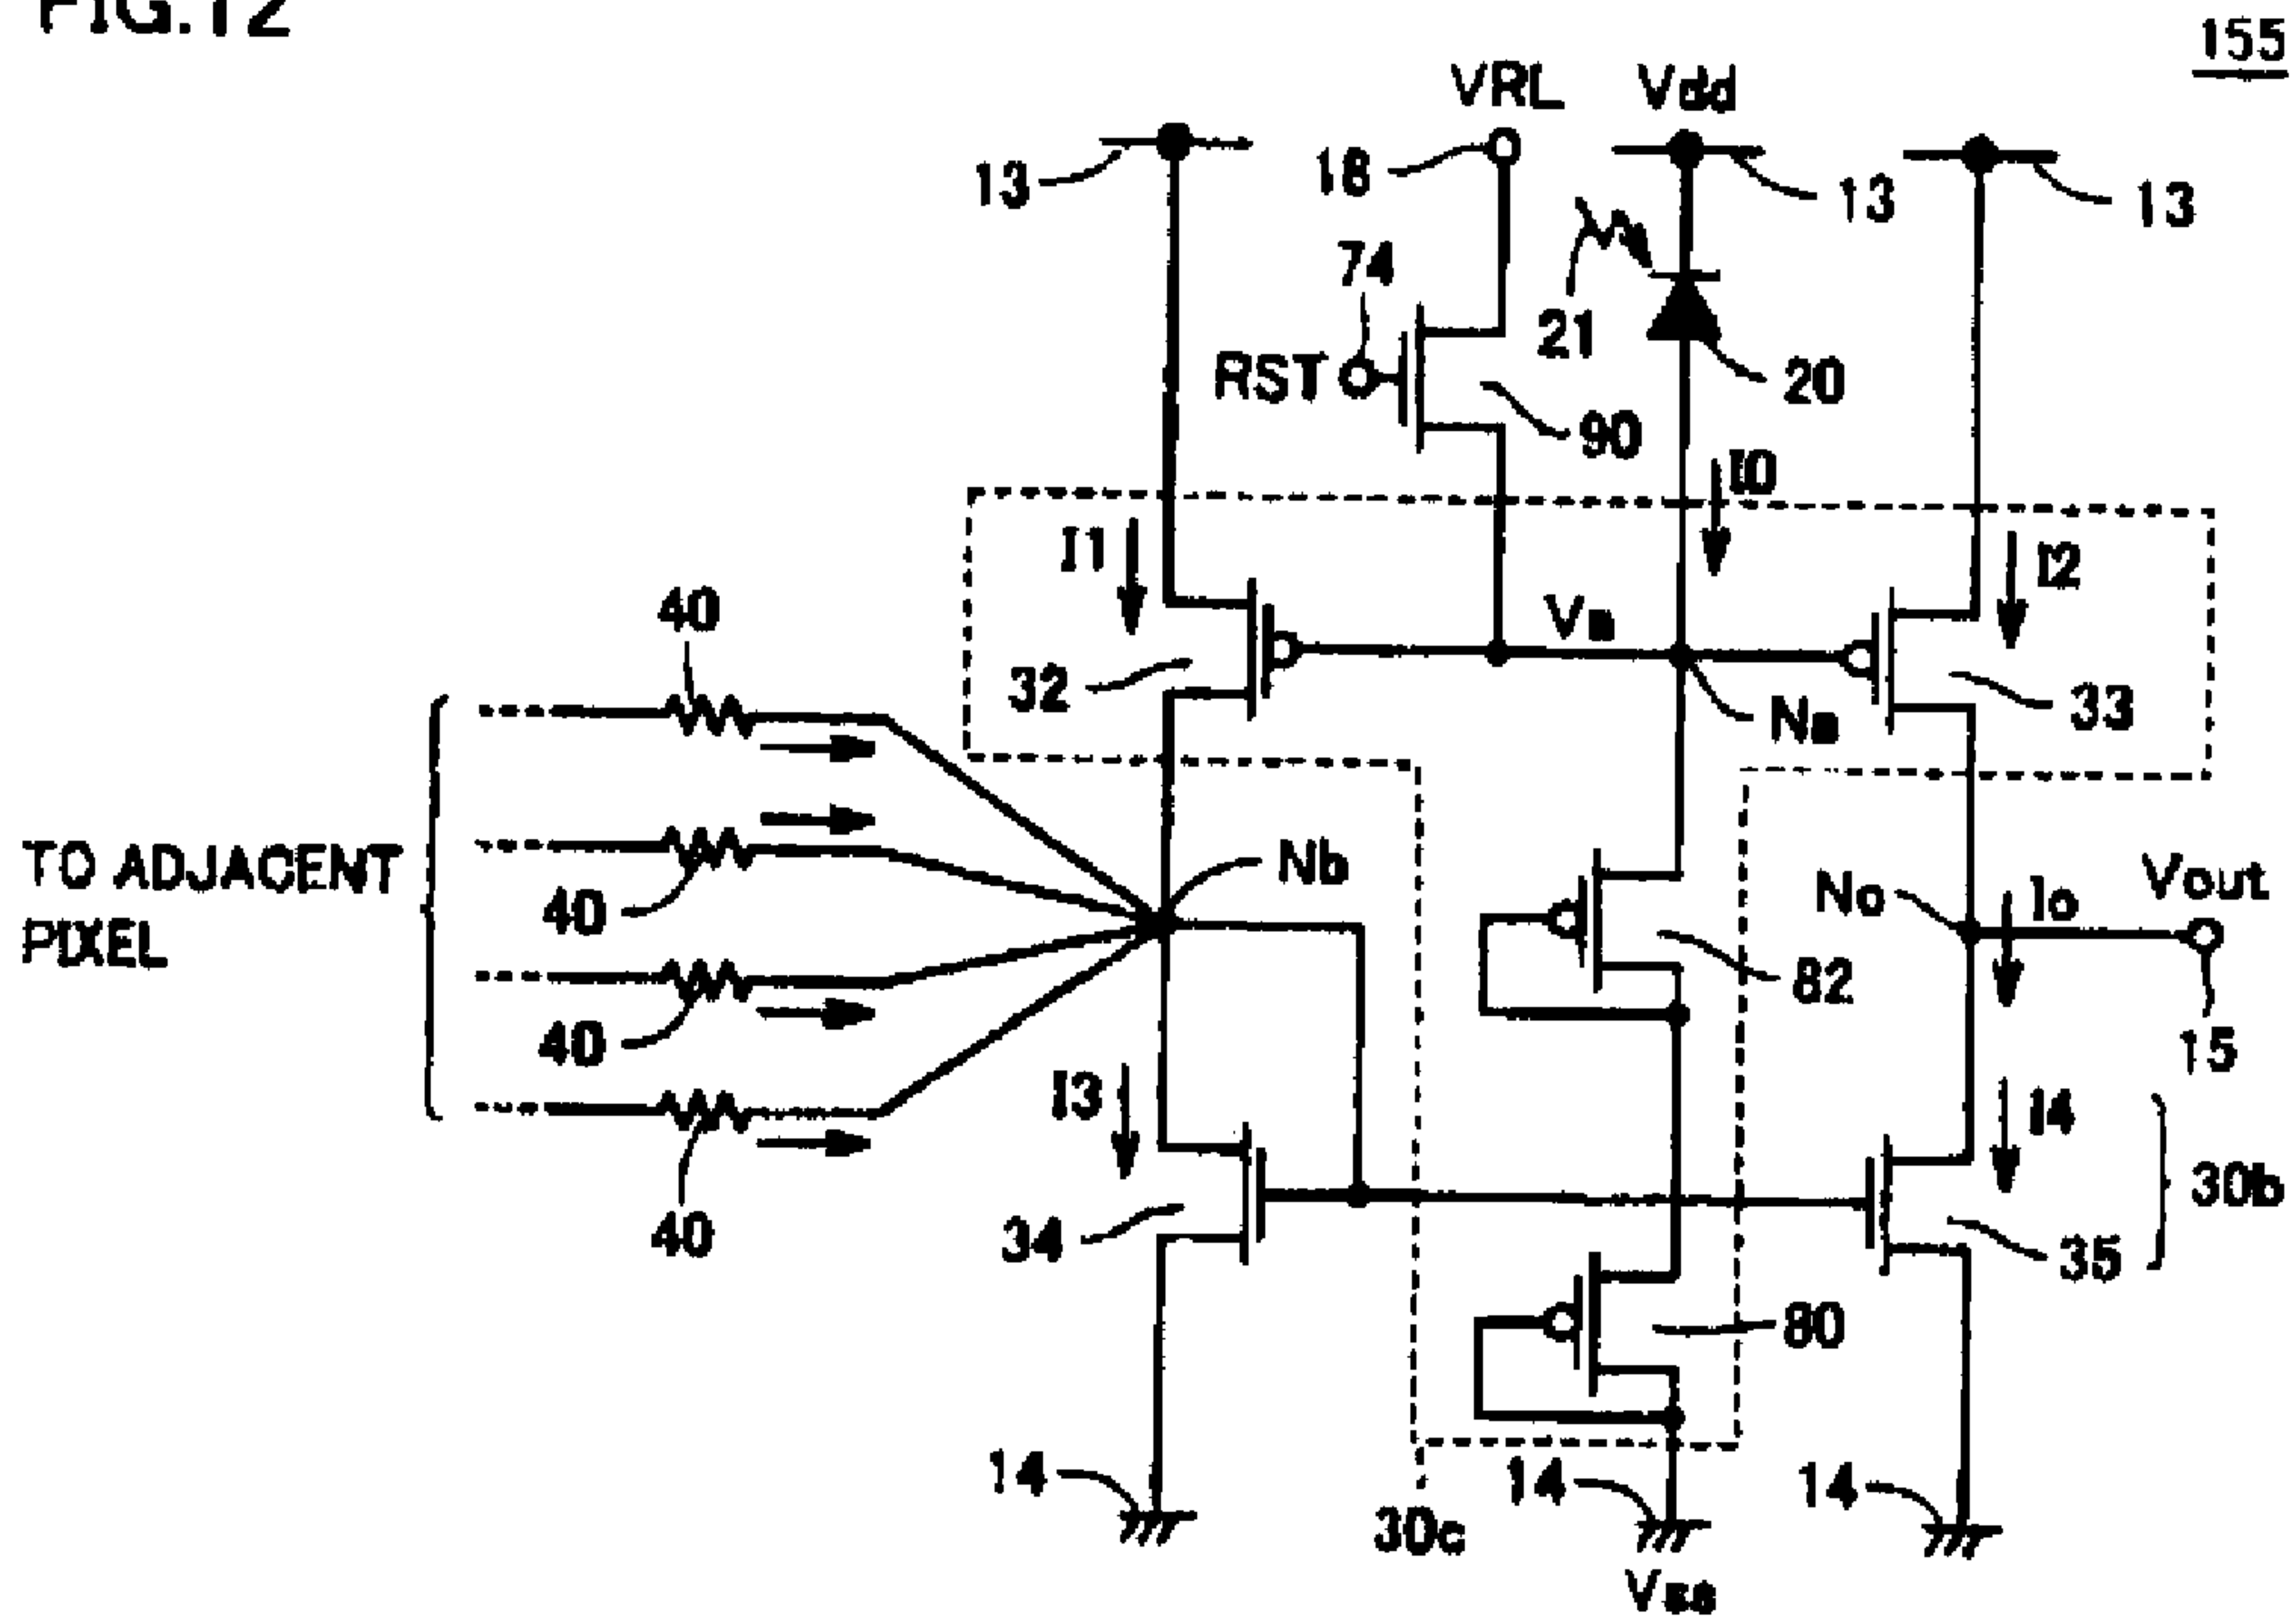 FIG.12
155
VRL
Vdd
13
18
13
13
74
21
RST
20
90
I0
I1
I2
40
Va
32
33
Na
TO ADJACENT
PIXEL
Nb
No
Io
Vout
40
82
40
15
I3
I4
30b
34
35
40
80
14
14
14
30c
Vss